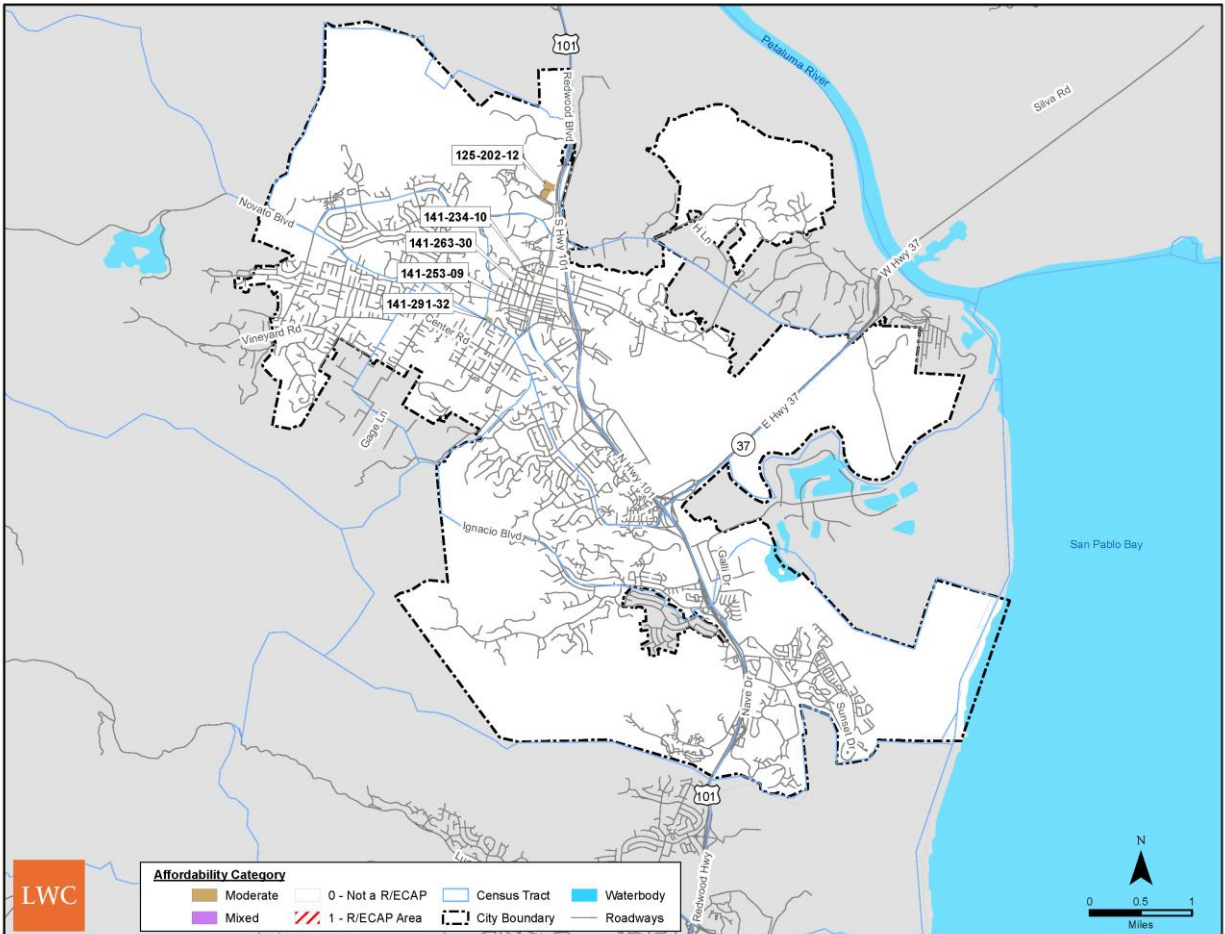 101
Redwood Blvd
Petaluma River
Silva Rd
125-202-12
Novato Blvd
141-234-10
S Hwy 101
H Ln
141-263-30
W Hwy 37
141-253-09
141-291-32
Center Rd
Vineyard Rd
E Hwy 37
Gage Ln
37
N Hwy 101
Ignacio Blvd
San Pablo Bay
Galli Dr
Nave Dr
Sunset Dr
101
Redwood Hwy
N
0 0.5 1
Miles
LWC
Affordability Category
Moderate 0 - Not a R/ECAP Census Tract Waterbody
Mixed 1 - R/ECAP Area City Boundary Roadways